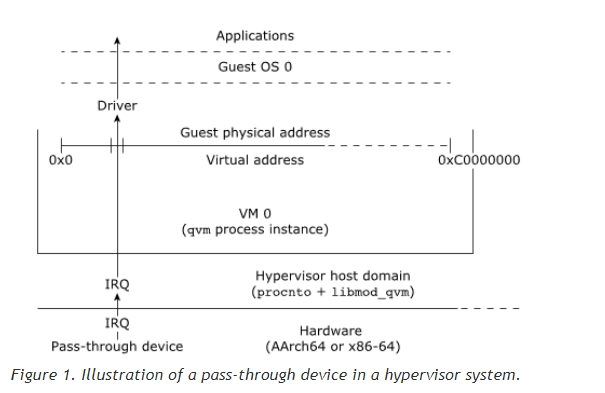 Applications
Guest OS 0
Driver
Guest physical address
0x0
Virtual address
0xC0000000
VM 0
(qvm process instance)
IRQ
Hypervisor host domain
(procnto + libmod_qvm)
IRQ
Hardware
Pass-through device
(AArch64 or x86-64)
Figure 1. Illustration of a pass-through device in a hypervisor system.